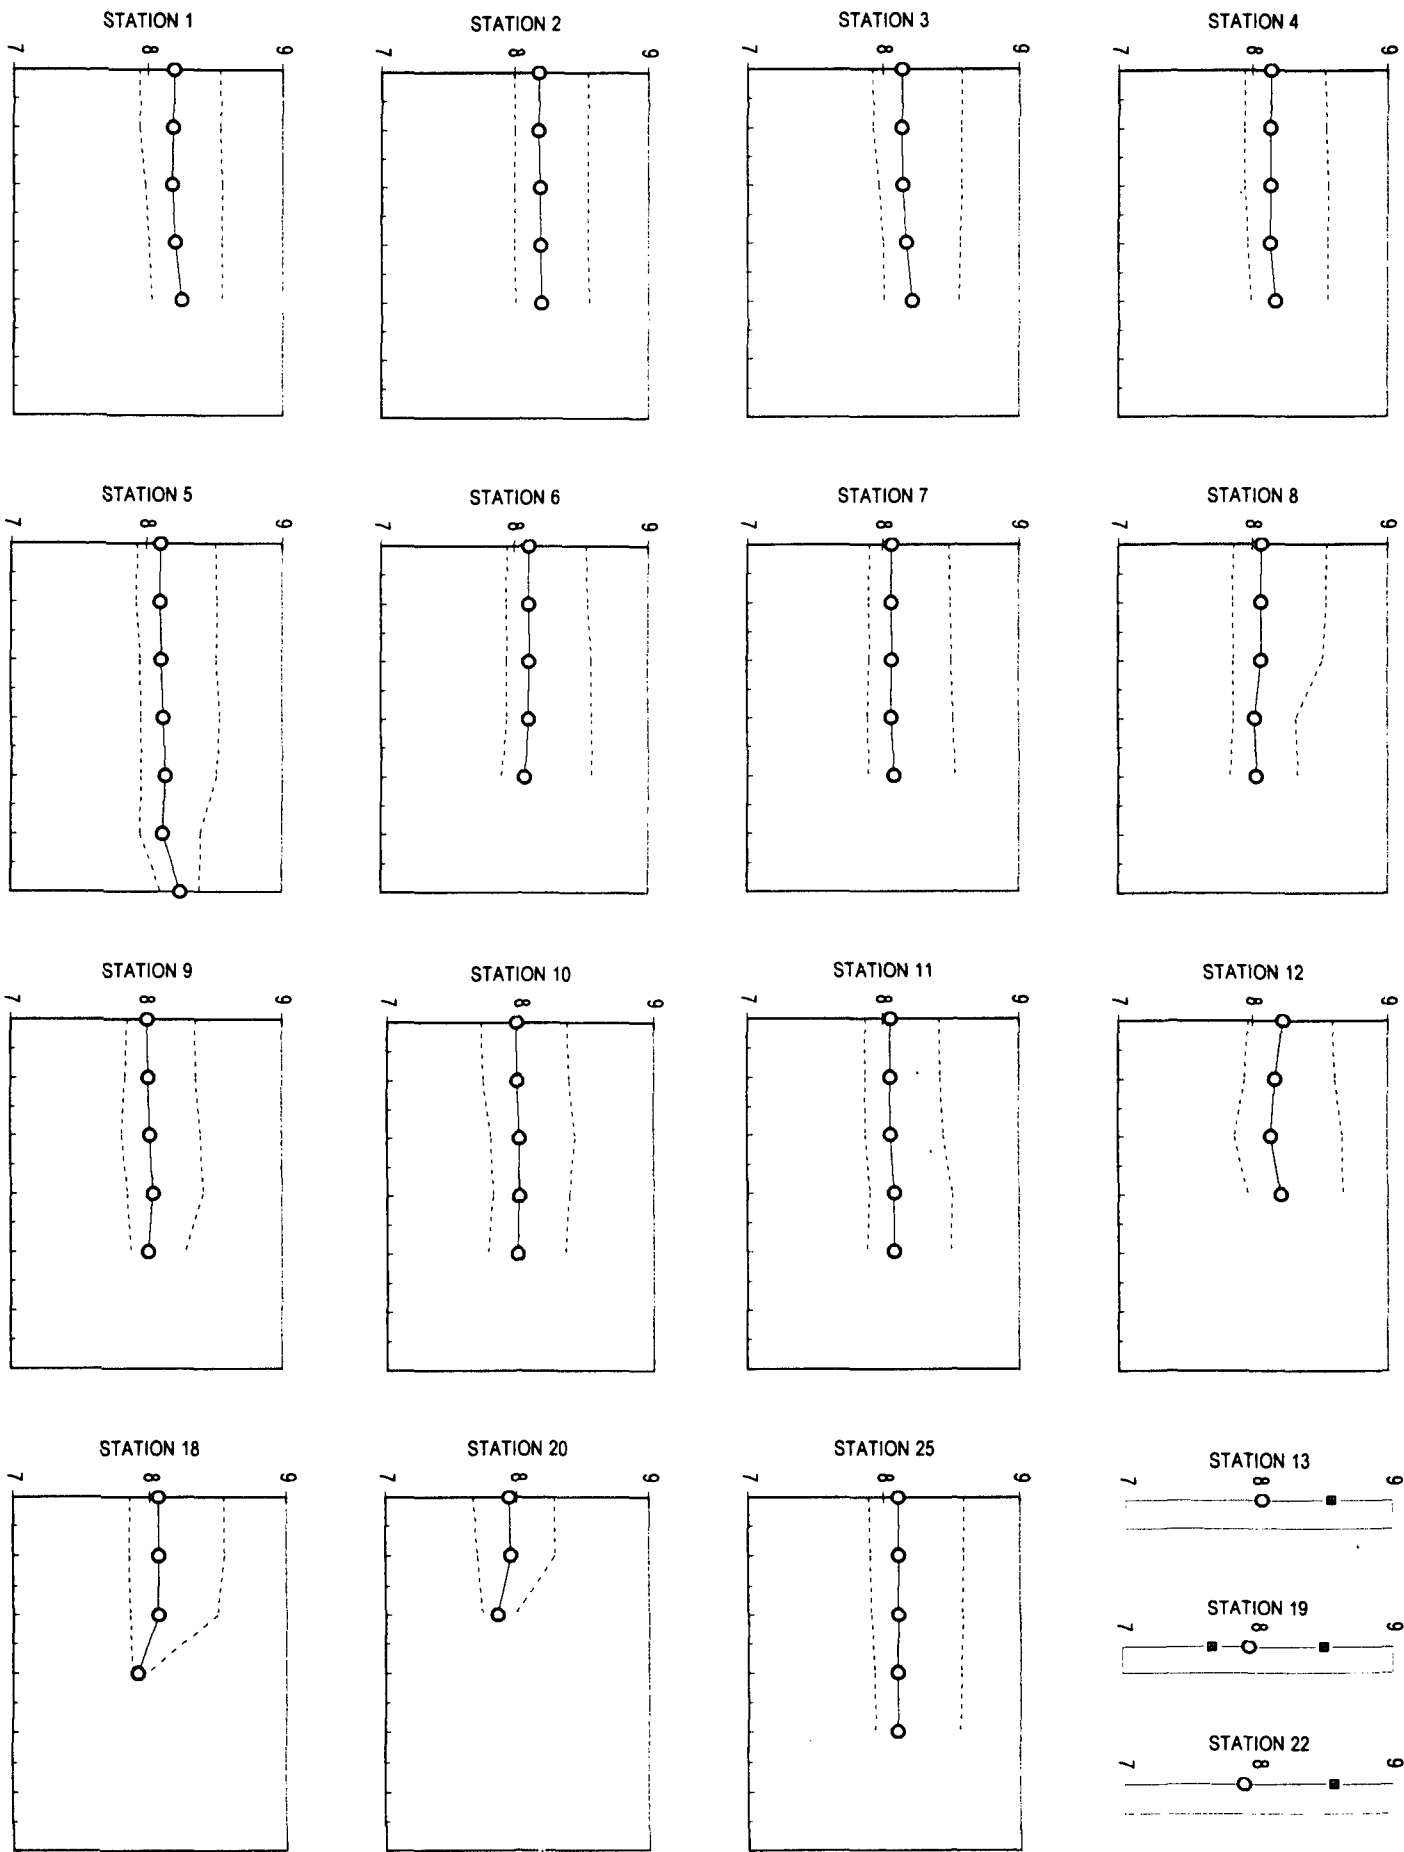 STATION 1
7 8 9
STATION 2
7 8 9
STATION 3
7 8 9
STATION 4
7 8 9
STATION 5
7 8 9
STATION 6
7 8 9
STATION 7
7 8 9
STATION 8
7 8 9
STATION 9
7 8 9
STATION 10
7 8 9
STATION 11
7 8 9
STATION 12
7 8 9
STATION 18
7 8 9
STATION 20
7 8 9
STATION 25
7 8 9
STATION 13
7 8 9
STATION 19
7 8 9
STATION 22
7 8 9